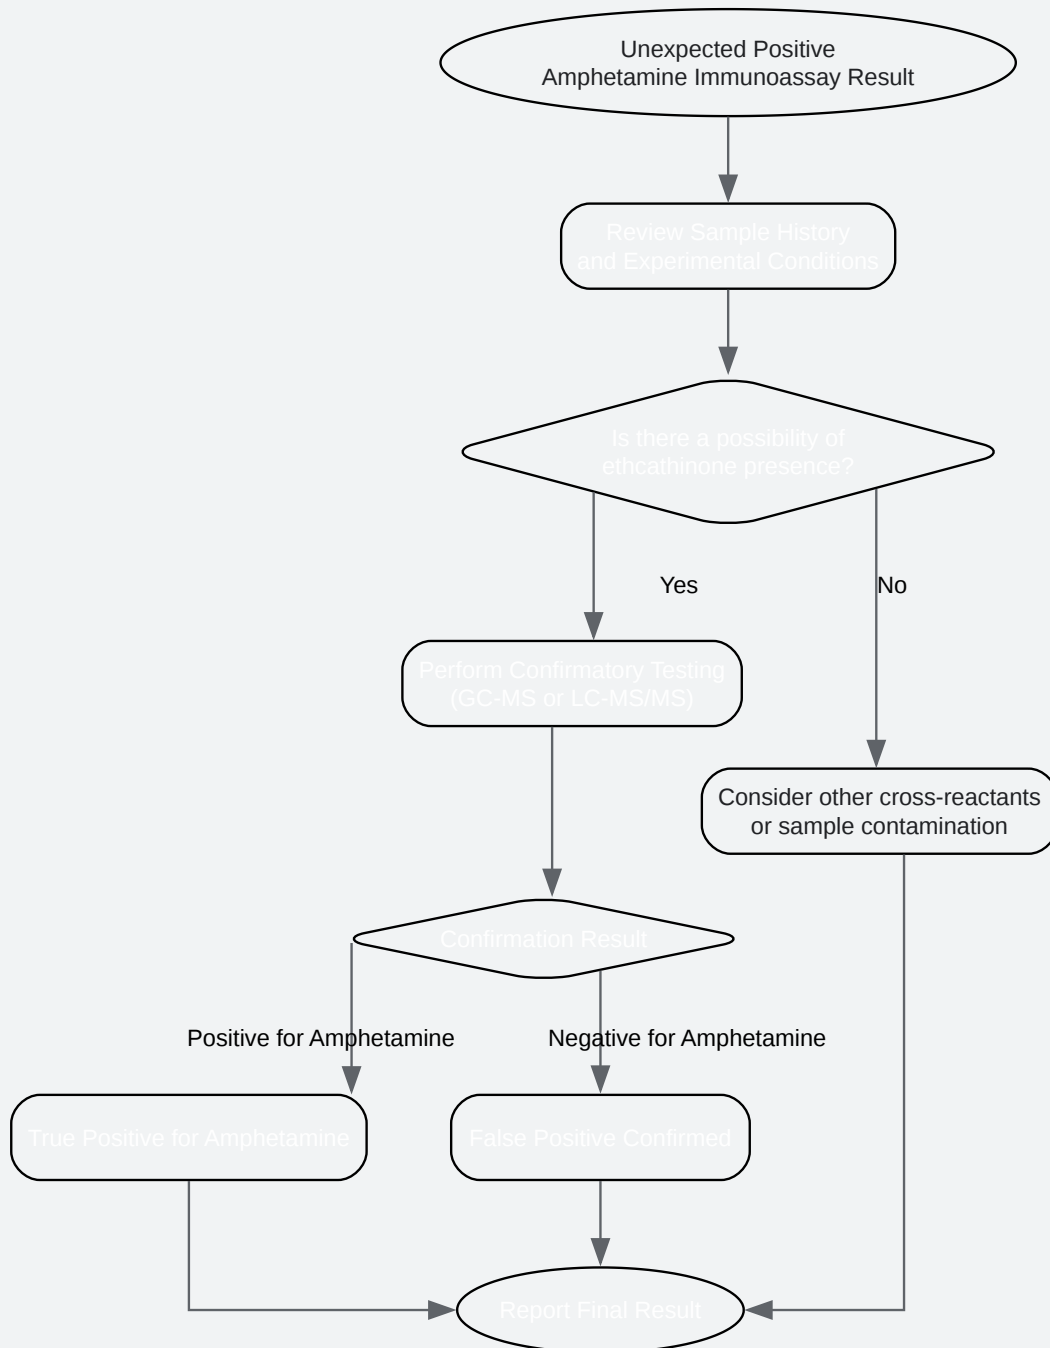 Unexpected Positive
Amphetamine Immunoassay Result
Review Sample History
and Experimental Conditions
Is there a possibility of
ethcathinone presence?
Yes
No
Perform Confirmatory Testing
(GC-MS or LC-MS/MS)
Consider other cross-reactants
or sample contamination
Confirmation Result
Positive for Amphetamine
Negative for Amphetamine
True Positive for Amphetamine
False Positive Confirmed
Report Final Result